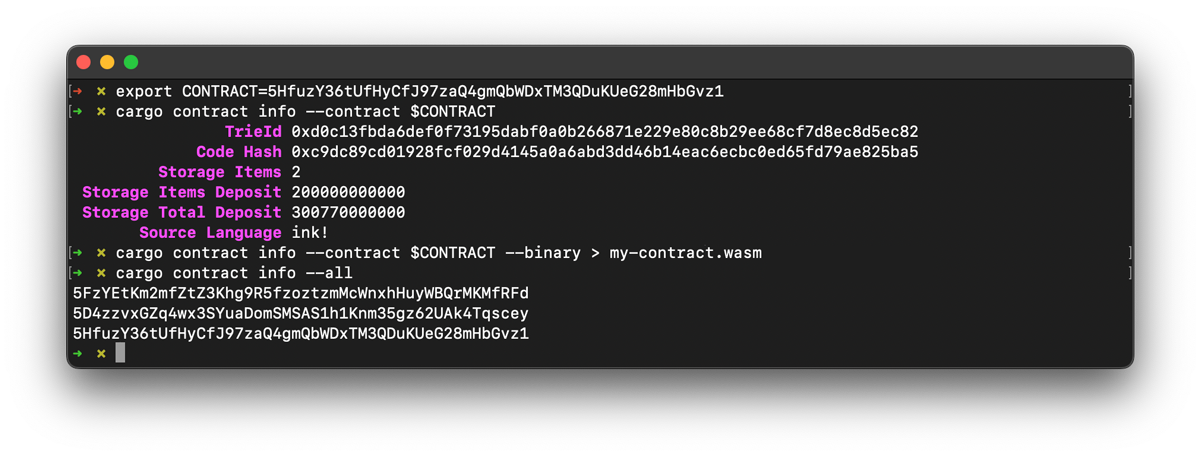 [→ × export CONTRACT=5HfuzY36tUfHyCfJ97zaQ4gmQbWDxTM3QDuKUeG28mHbGvz1 ]
[→ × cargo contract info --contract $CONTRACT ]
TrieId 0xd0c13fbda6def0f73195dabf0a0b266871e229e80c8b29ee68cf7d8ec8d5ec82
Code Hash 0xc9dc89cd01928fcf029d4145a0a6abd3dd46b14eac6ecbc0ed65fd79ae825ba5
Storage Items 2
Storage Items Deposit 200000000000
Storage Total Deposit 300770000000
Source Language ink!
[→ × cargo contract info --contract $CONTRACT --binary > my-contract.wasm ]
[→ × cargo contract info --all ]
5FzYEtKm2mfZtZ3Khg9R5fzoztzmMcWnxhHuyWBQrMKMfRFd
5D4zzvxGZq4wx3SYuaDomSMSAS1h1Knm35gz62UAk4Tqscey
5HfuzY36tUfHyCfJ97zaQ4gmQbWDxTM3QDuKUeG28mHbGvz1
→ ×